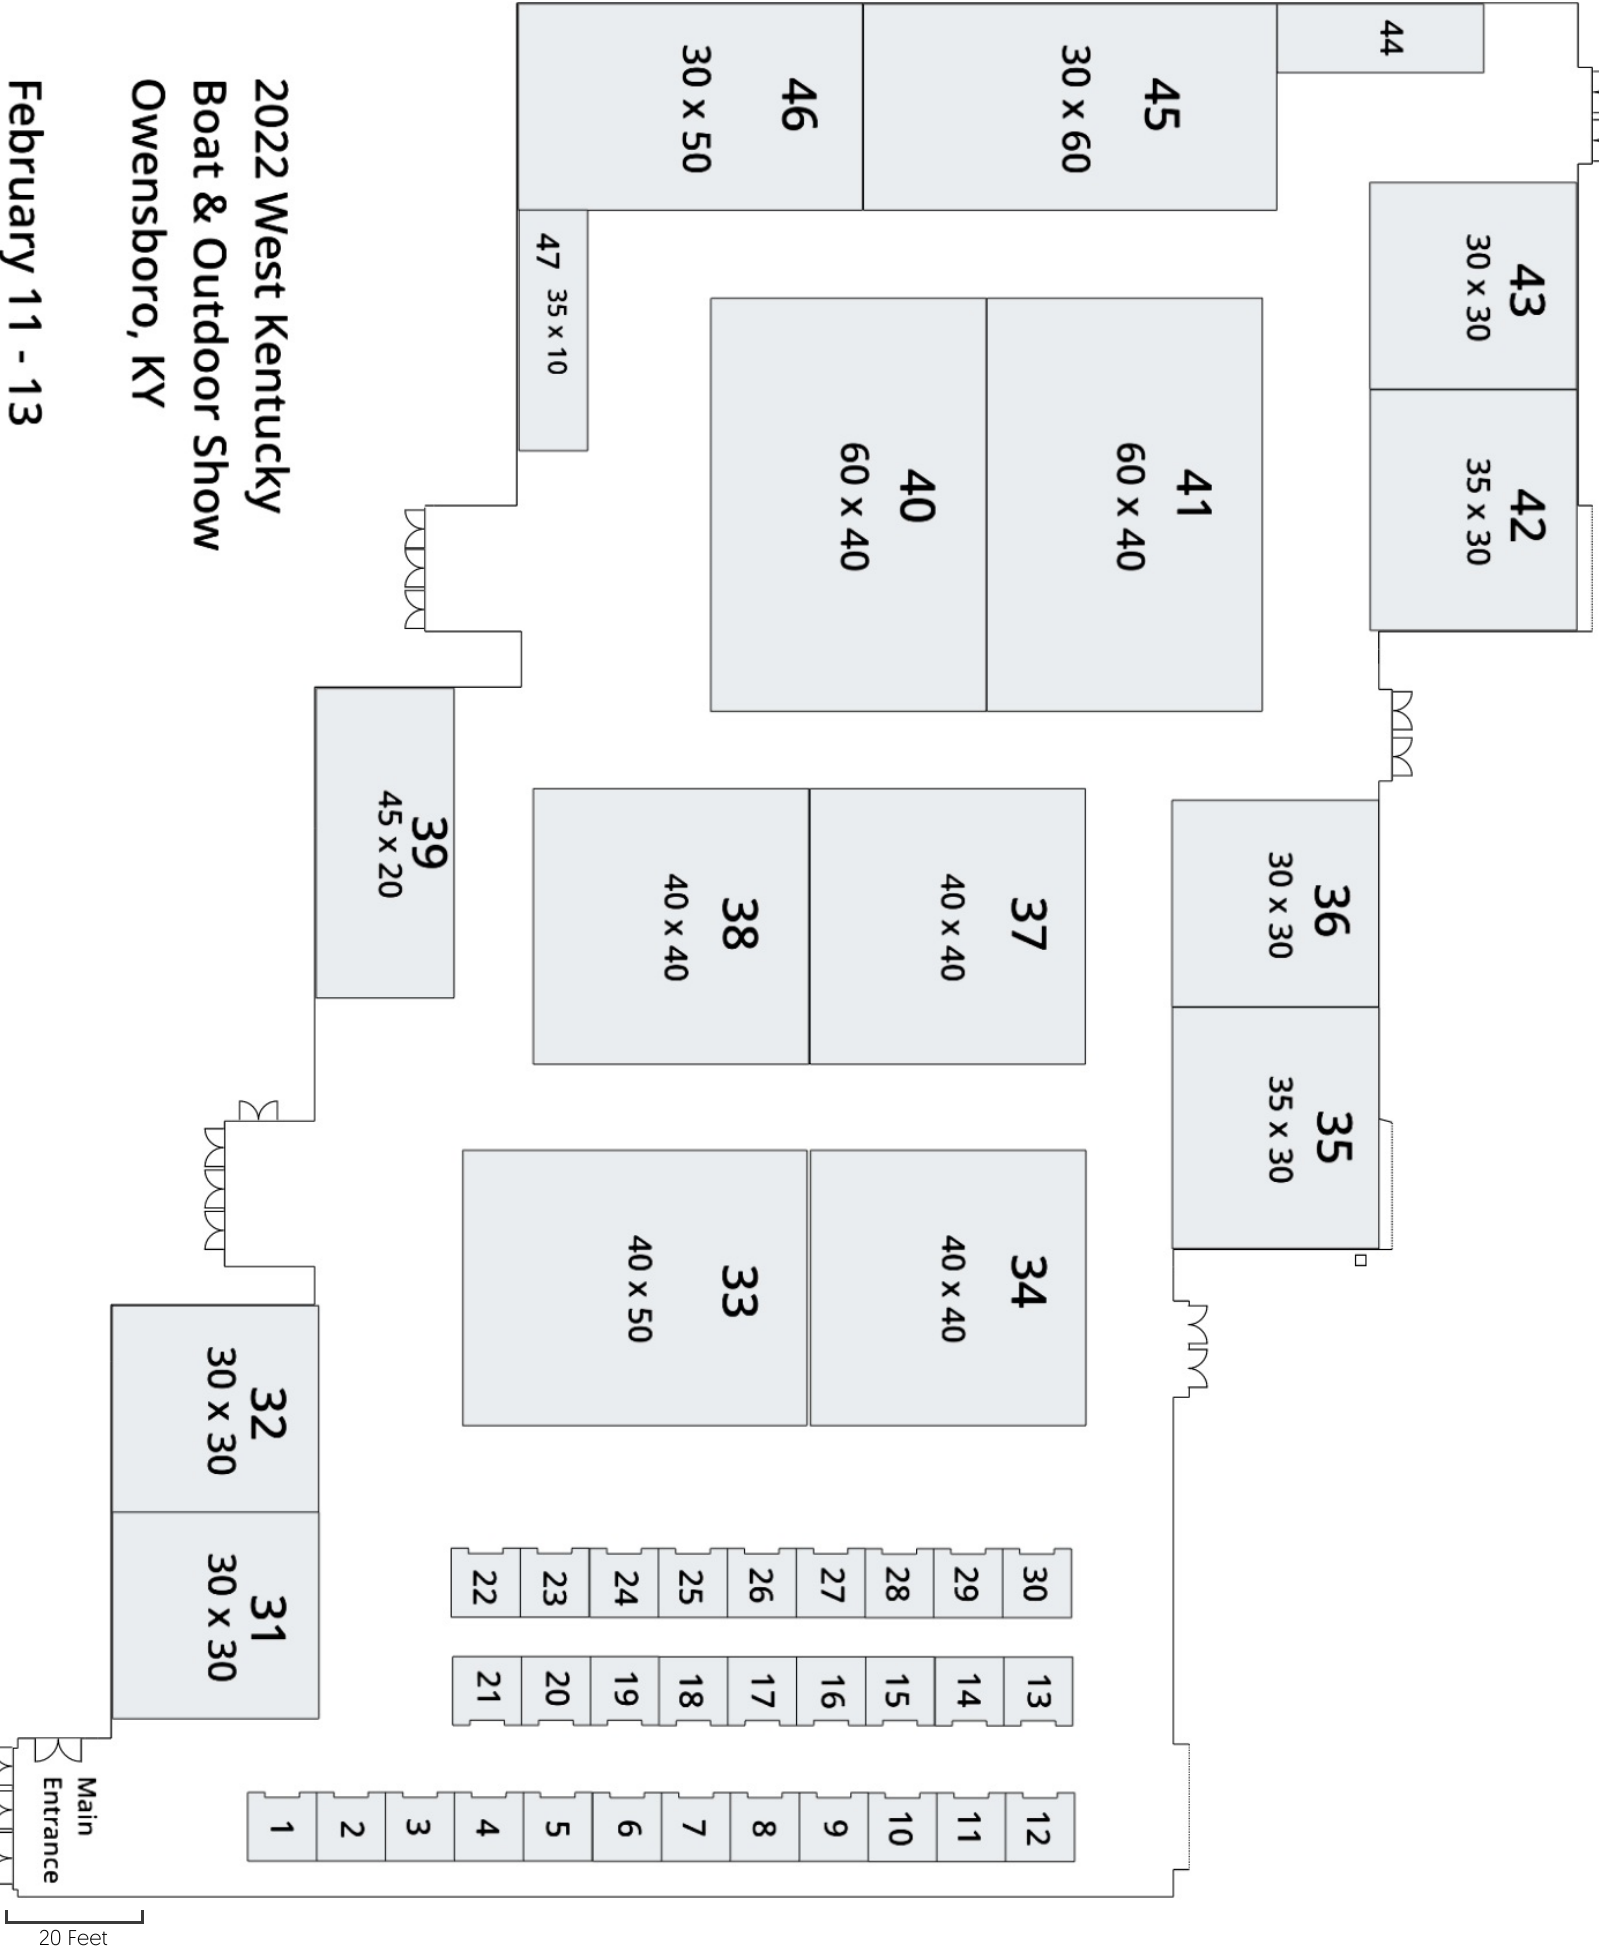 2022 West Kentucky
Boat & Outdoor Show
Owensboro, KY
February 11 - 13
44
45
30 x 60
46
30 x 50
47 35 x 10
43
30 x 30
42
35 x 30
41
60 x 40
40
60 x 40
39
45 x 20
38
40 x 40
37
40 x 40
36
30 x 30
35
35 x 30
34
40 x 40
33
40 x 50
32
30 x 30
31
30 x 30
22 23 24 25 26 27 28 29 30
21 20 19 18 17 16 15 14 13
1 2 3 4 5 6 7 8 9 10 11 12
Main
Entrance
20 Feet